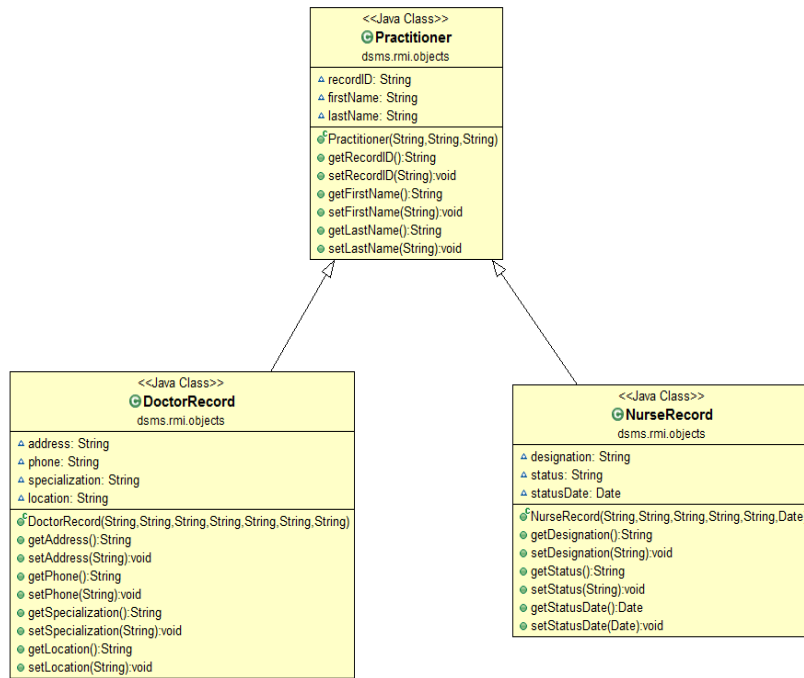 <<Java Class>>
Practitioner
dsms.rmi.objects
recordID: String
firstName: String
lastName: String
Practitioner(String,String,String)
getRecordID():String
setRecordID(String):void
getFirstName():String
setFirstName(String):void
getLastName():String
setLastName(String):void
<<Java Class>>
DoctorRecord
dsms.rmi.objects
address: String
phone: String
specialization: String
location: String
DoctorRecord(String,String,String,String,String,String,String)
getAddress():String
setAddress(String):void
getPhone():String
setPhone(String):void
getSpecialization():String
setSpecialization(String):void
getLocation():String
setLocation(String):void
<<Java Class>>
NurseRecord
dsms.rmi.objects
designation: String
status: String
statusDate: Date
NurseRecord(String,String,String,String,String,Date
getDesignation():String
setDesignation(String):void
getStatus():String
setStatus(String):void
getStatusDate():Date
setStatusDate(Date):void